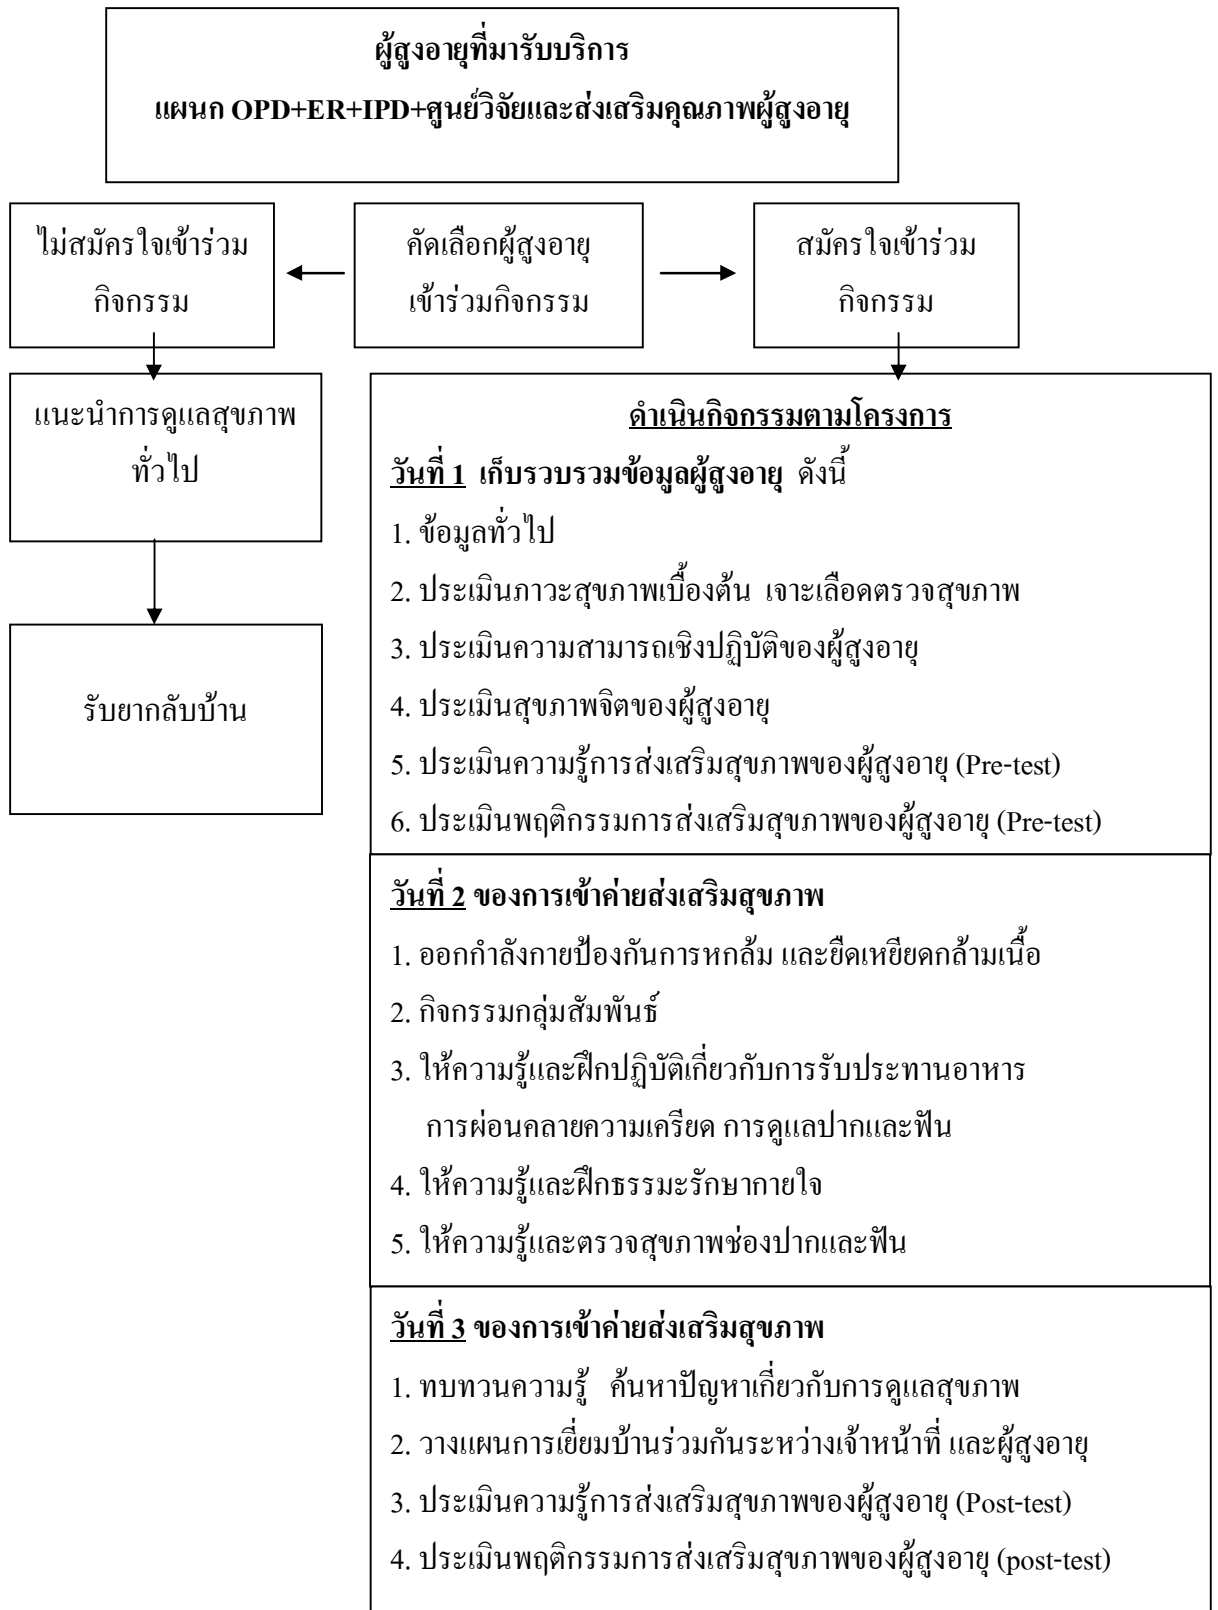 ผู้สูงอายุที่มารับบริการ
แผนก OPD+ER+IPD+ศูนย์วิจัยและส่งเสริมคุณภาพผู้สูงอายุ
ไม่สมัครใจเข้าร่วม
กิจกรรม
คัดเลือกผู้สูงอายุ
เข้าร่วมกิจกรรม
สมัครใจเข้าร่วม
กิจกรรม
แนะนำการดูแลสุขภาพ
ทั่วไป
รับยากลับบ้าน
ดำเนินกิจกรรมตามโครงการ
วันที่ 1 เก็บรวบรวมข้อมูลผู้สูงอายุ ดังนี้
1. ข้อมูลทั่วไป
2. ประเมินภาวะสุขภาพเบื้องต้น เจาะเลือดตรวจสุขภาพ
3. ประเมินความสามารถเชิงปฏิบัติของผู้สูงอายุ
4. ประเมินสุขภาพจิตของผู้สูงอายุ
5. ประเมินความรู้การส่งเสริมสุขภาพของผู้สูงอายุ (Pre-test)
6. ประเมินพฤติกรรมการส่งเสริมสุขภาพของผู้สูงอายุ (Pre-test)
วันที่ 2 ของการเข้าค่ายส่งเสริมสุขภาพ
1. ออกกำลังกายป้องกันการหกล้ม และยืดเหยียดกล้ามเนื้อ
2. กิจกรรมกลุ่มสัมพันธ์
3. ให้ความรู้และฝึกปฏิบัติเกี่ยวกับการรับประทานอาหาร
การผ่อนคลายความเครียด การดูแลปากและฟัน
4. ให้ความรู้และฝึกธรรมะรักษากายใจ
5. ให้ความรู้และตรวจสุขภาพช่องปากและฟัน
วันที่ 3 ของการเข้าค่ายส่งเสริมสุขภาพ
1. ทบทวนความรู้ ค้นหาปัญหาเกี่ยวกับการดูแลสุขภาพ
2. วางแผนการเยี่ยมบ้านร่วมกันระหว่างเจ้าหน้าที่ และผู้สูงอายุ
3. ประเมินความรู้การส่งเสริมสุขภาพของผู้สูงอายุ (Post-test)
4. ประเมินพฤติกรรมการส่งเสริมสุขภาพของผู้สูงอายุ (post-test)